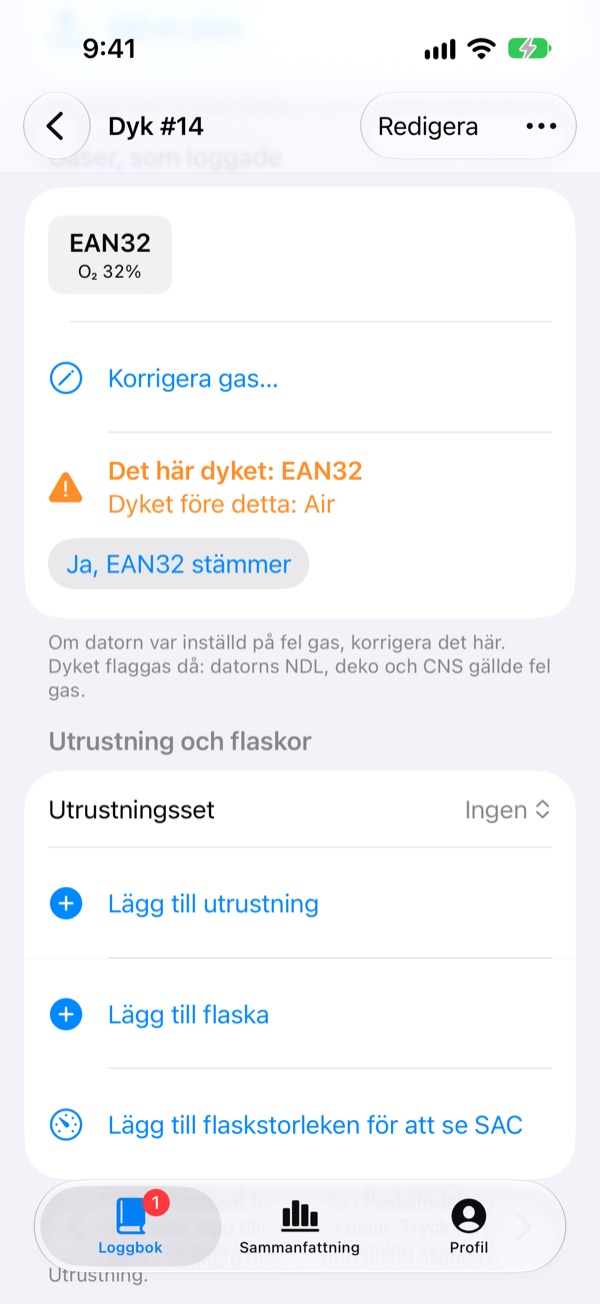 9:41
Dyk #14
Redigera
Gaser, som loggade
EAN32
O₂ 32%
Korrigera gas...
Det här dyket: EAN32
Dyket före detta: Air
Ja, EAN32 stämmer
Om datorn var inställd på fel gas, korrigera det här.
Dyket flaggas då: datorns NDL, deko och CNS gällde fel
gas.
Utrustning och flaskor
Utrustningsset
Ingen
Lägg till utrustning
Lägg till flaska
Lägg till flaskstorleken för att se SAC
1
Loggbok
Sammanfattning
Profil
Utrustning.